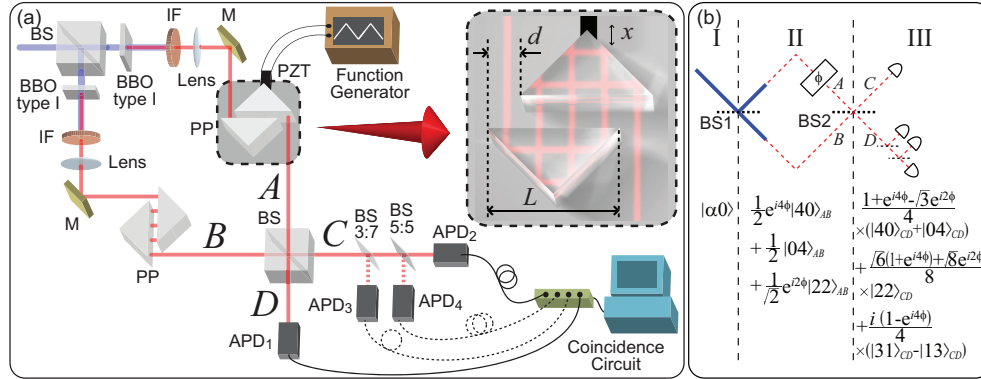 (a)
BS
IF
M
BBO
type I
Lens
PZT
Function
Generator
BBO
type I
PP
IF
Lens
M
A
PP
B
BS
C
BS
3:7
BS
5:5
APD2
D
APD3
APD4
APD1
Coincidence
Circuit
d
x
L
(b)
I II III
ϕ
A
C
BS1
BS2
B
D
|α0⟩
1/2 e^{i4ϕ}|40⟩_{AB}
+ 1/2 |04⟩_{AB}
+ 1/√2 e^{i2ϕ}|22⟩_{AB}
1+e^{i4ϕ}-√3e^{i2ϕ}/4
×(|40⟩_{CD}+|04⟩_{CD})
+ √6(1+e^{i4ϕ})+√8e^{i2ϕ}/8
×|22⟩_{CD}
+ i(1-e^{i4ϕ})/4
×(|31⟩_{CD}-|13⟩_{CD})